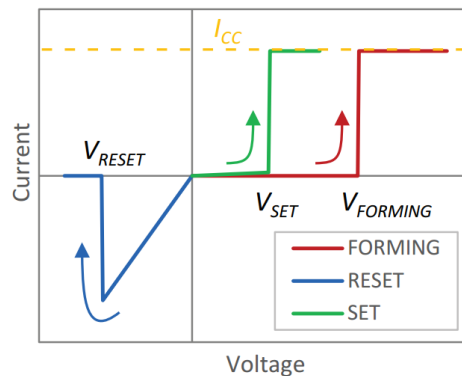 I_CC
V_RESET
Current
V_SET
V_FORMING
FORMING
RESET
SET
Voltage